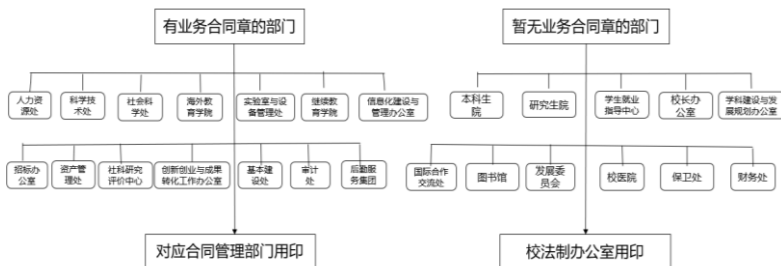 有业务合同章的部门
人力资
源处
科学技
术处
社会科
学处
海外教
育学院
实验室与设
备管理处
继续教
育学院
信息化建设与
管理办公室
招标办
公室
资产管
理处
社科研究
评价中心
创新创业与成果
转化工作办公室
基本建
设处
审计
处
后勤服
务集团
对应合同管理部门用印
暂无业务合同章的部门
本科生
院
研究生院
学生就业
指导中心
校长办
公室
学科建设与发
展规划办公室
国际合作
交流处
图书馆
发展委
员会
校医院
保卫处
财务处
校法制办公室用印